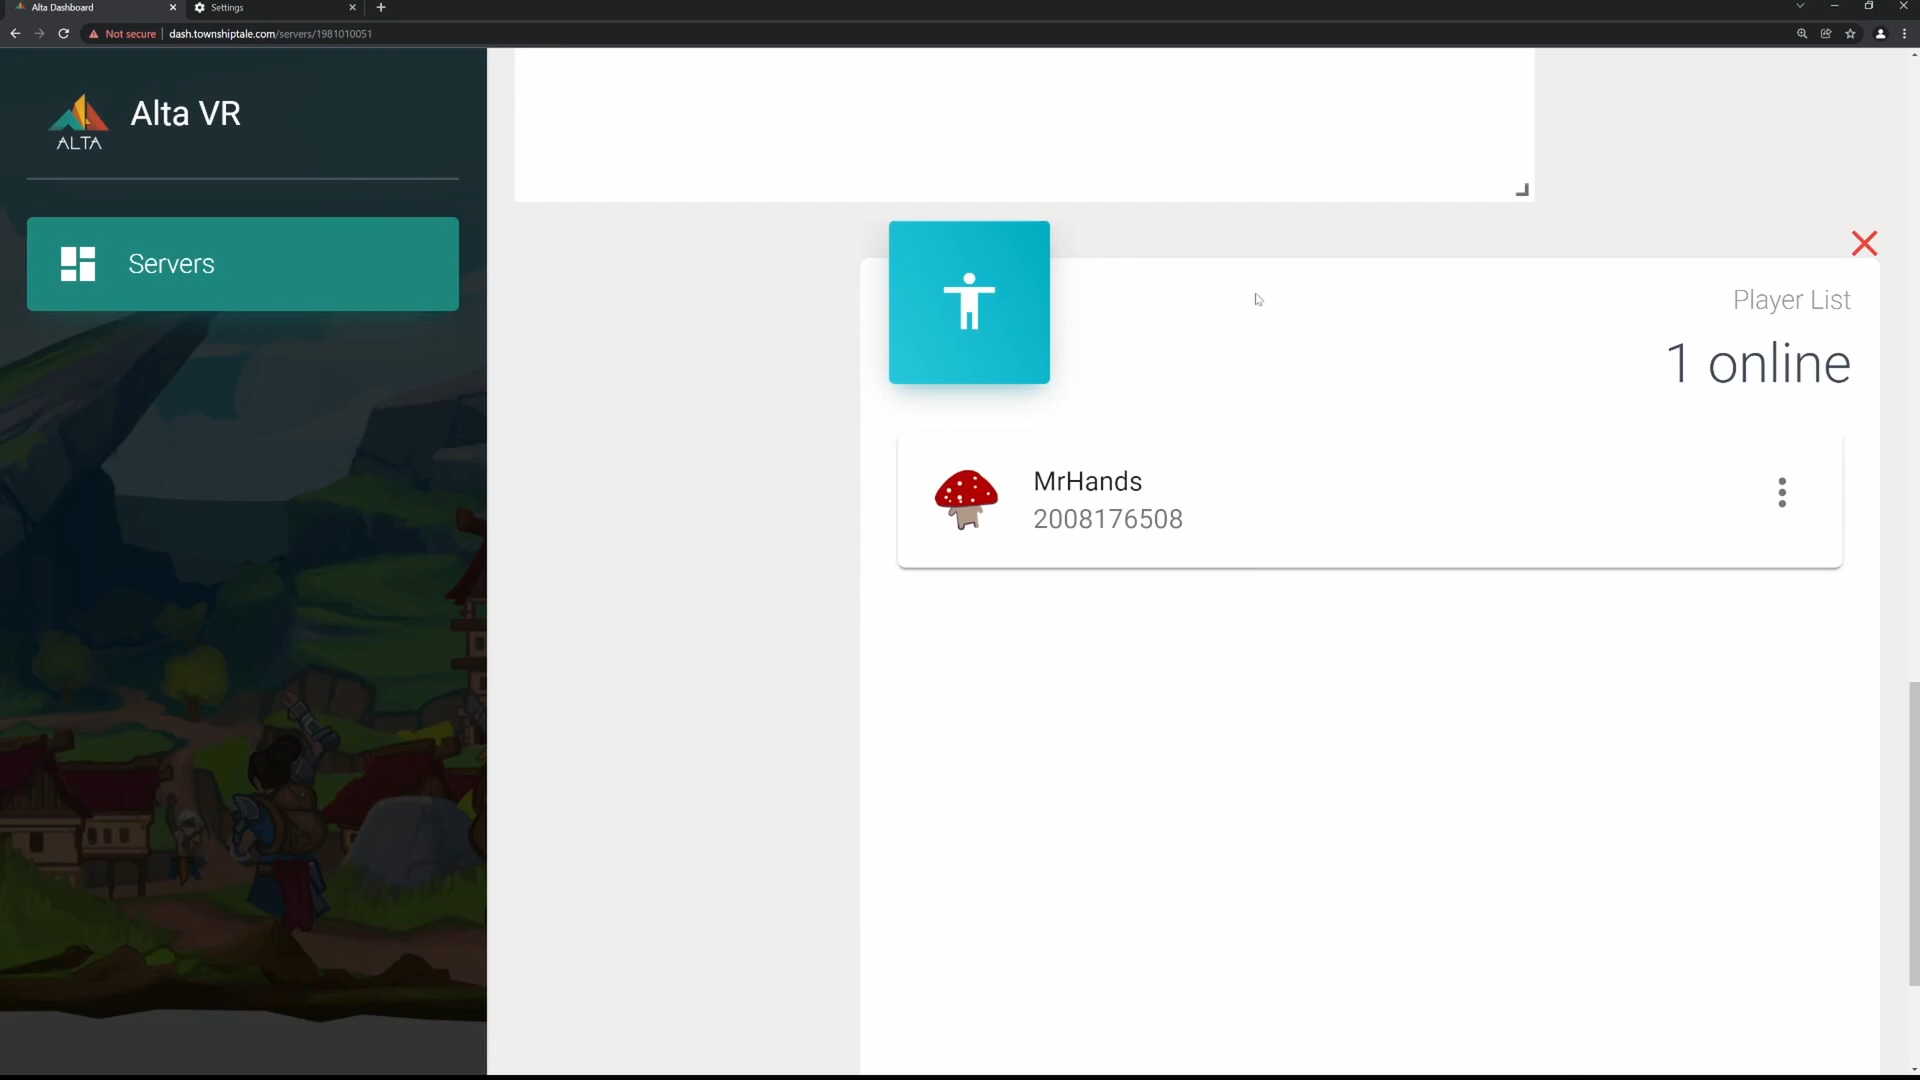 Alta Dashboard
Settings
Not secure
dash.townshiptale.com/servers/1981010051
ALTA
Alta VR
Servers
Player List
1 online
MrHands
2008176508